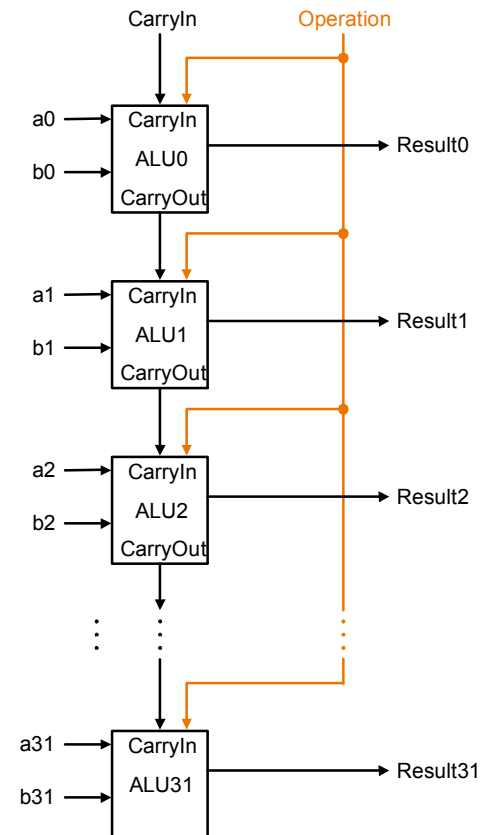 CarryIn Operation
a0 CarryIn
ALU0 Result0
b0
CarryOut
a1 CarryIn
ALU1 Result1
b1
CarryOut
a2 CarryIn
ALU2 Result2
b2
CarryOut
a31 CarryIn
ALU31 Result31
b31